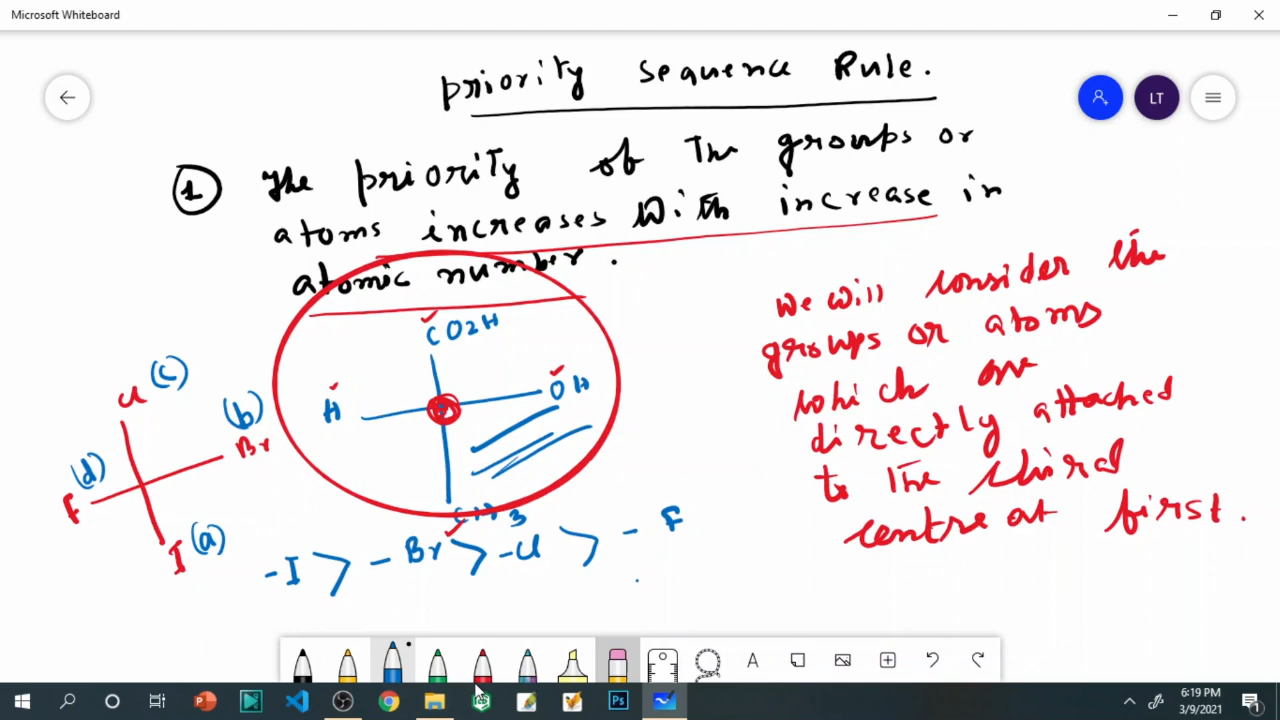 Microsoft Whiteboard
Priority Sequence Rule.
LT
1 The priority of The groups or
atoms increases with increase in
atomic number.
We will consider the
groups or atoms
which are
directly attached
to The chiral
centre at first.
CO2H
H
OH
CH3
Cl (c)
(b)
Br
(d)
F
I (a)
-I > -Br > -Cl > -F
A
6:19 PM
3/9/2021